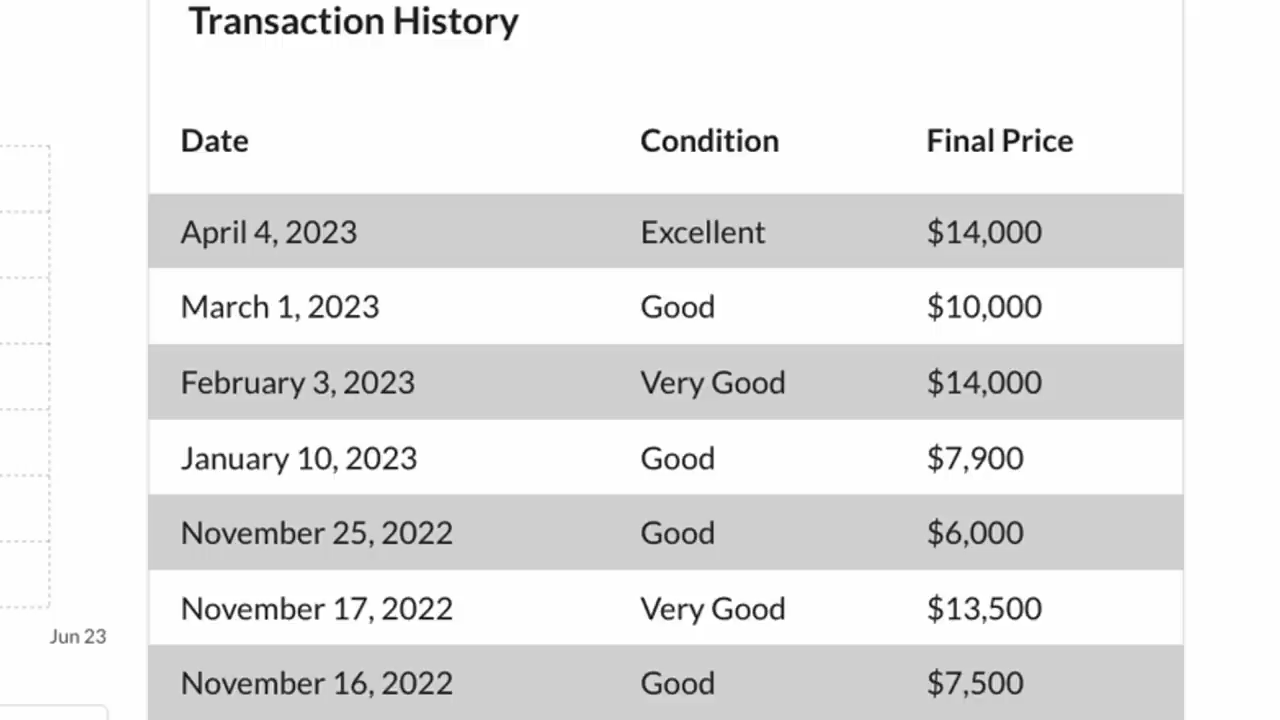 Transaction History
Date Condition Final Price
April 4, 2023 Excellent $14,000
March 1, 2023 Good $10,000
February 3, 2023 Very Good $14,000
January 10, 2023 Good $7,900
November 25, 2022 Good $6,000
November 17, 2022 Very Good $13,500
Jun 23
November 16, 2022 Good $7,500